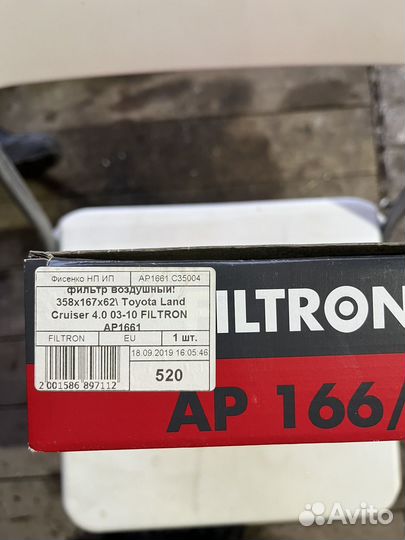 Фисенко НП ИП AP1661 C35004
фильтр воздушный!
358x167x62\ Toyota Land
Cruiser 4.0 03-10 FILTRON
AP1661
FILTRON EU 1 шт.
18.09.2019 16:05:46
520
2 001586 897112
ILTRON
AP 166/
FILTRON
Avito